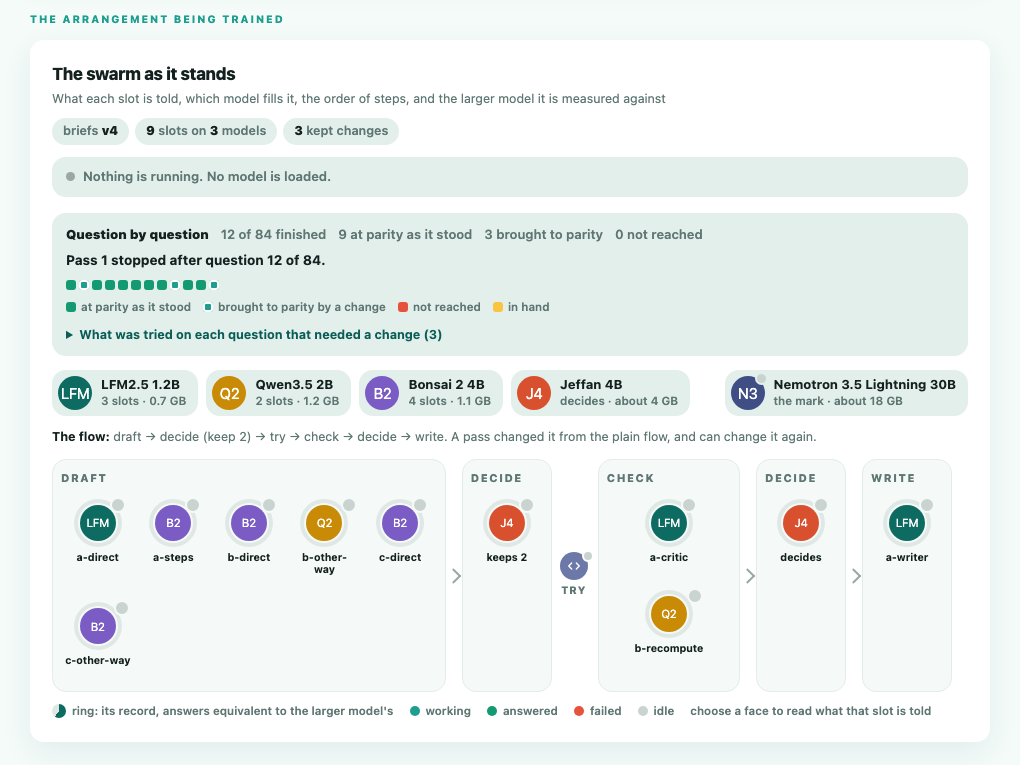 THE ARRANGEMENT BEING TRAINED
The swarm as it stands
What each slot is told, which model fills it, the order of steps, and the larger model it is measured against
briefs v4
9 slots on 3 models
3 kept changes
Nothing is running. No model is loaded.
Question by question 12 of 84 finished 9 at parity as it stood 3 brought to parity 0 not reached
Pass 1 stopped after question 12 of 84.
at parity as it stood brought to parity by a change not reached in hand
▶ What was tried on each question that needed a change (3)
LFM LFM2.5 1.2B
3 slots · 0.7 GB
Q2 Qwen3.5 2B
2 slots · 1.2 GB
B2 Bonsai 2 4B
4 slots · 1.1 GB
J4 Jeffan 4B
decides · about 4 GB
N3 Nemotron 3.5 Lightning 30B
the mark · about 18 GB
The flow: draft → decide (keep 2) → try → check → decide → write. A pass changed it from the plain flow, and can change it again.
DRAFT
LFM B2 B2 Q2 B2
a-direct a-steps b-direct b-other-way c-direct
B2
c-other-way
DECIDE
J4
keeps 2
TRY
CHECK
LFM
a-critic
Q2
b-recompute
DECIDE
J4
decides
WRITE
LFM
a-writer
ring: its record, answers equivalent to the larger model's working answered failed idle choose a face to read what that slot is told